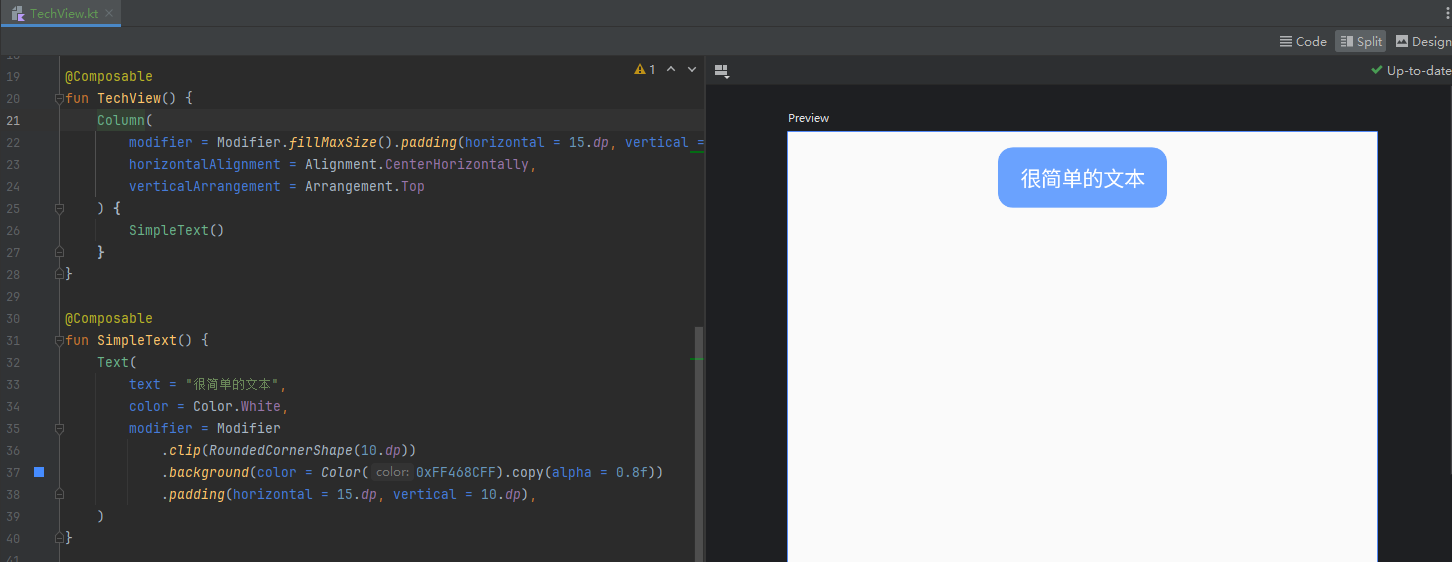 TechView.kt
Code Split Design
1
Up-to-date
19 @Composable
20 fun TechView() {
21 Column(
22 modifier = Modifier.fillMaxSize().padding(horizontal = 15.dp, vertical =
23 horizontalAlignment = Alignment.CenterHorizontally,
24 verticalArrangement = Arrangement.Top
25 ) {
26 SimpleText()
27 }
28 }
29
30 @Composable
31 fun SimpleText() {
32 Text(
33 text = "很简单的文本",
34 color = Color.White,
35 modifier = Modifier
36 .clip(RoundedCornerShape(10.dp))
37 .background(color = Color( color: 0xFF468CFF).copy(alpha = 0.8f))
38 .padding(horizontal = 15.dp, vertical = 10.dp),
39 )
40 }
Preview
很简单的文本